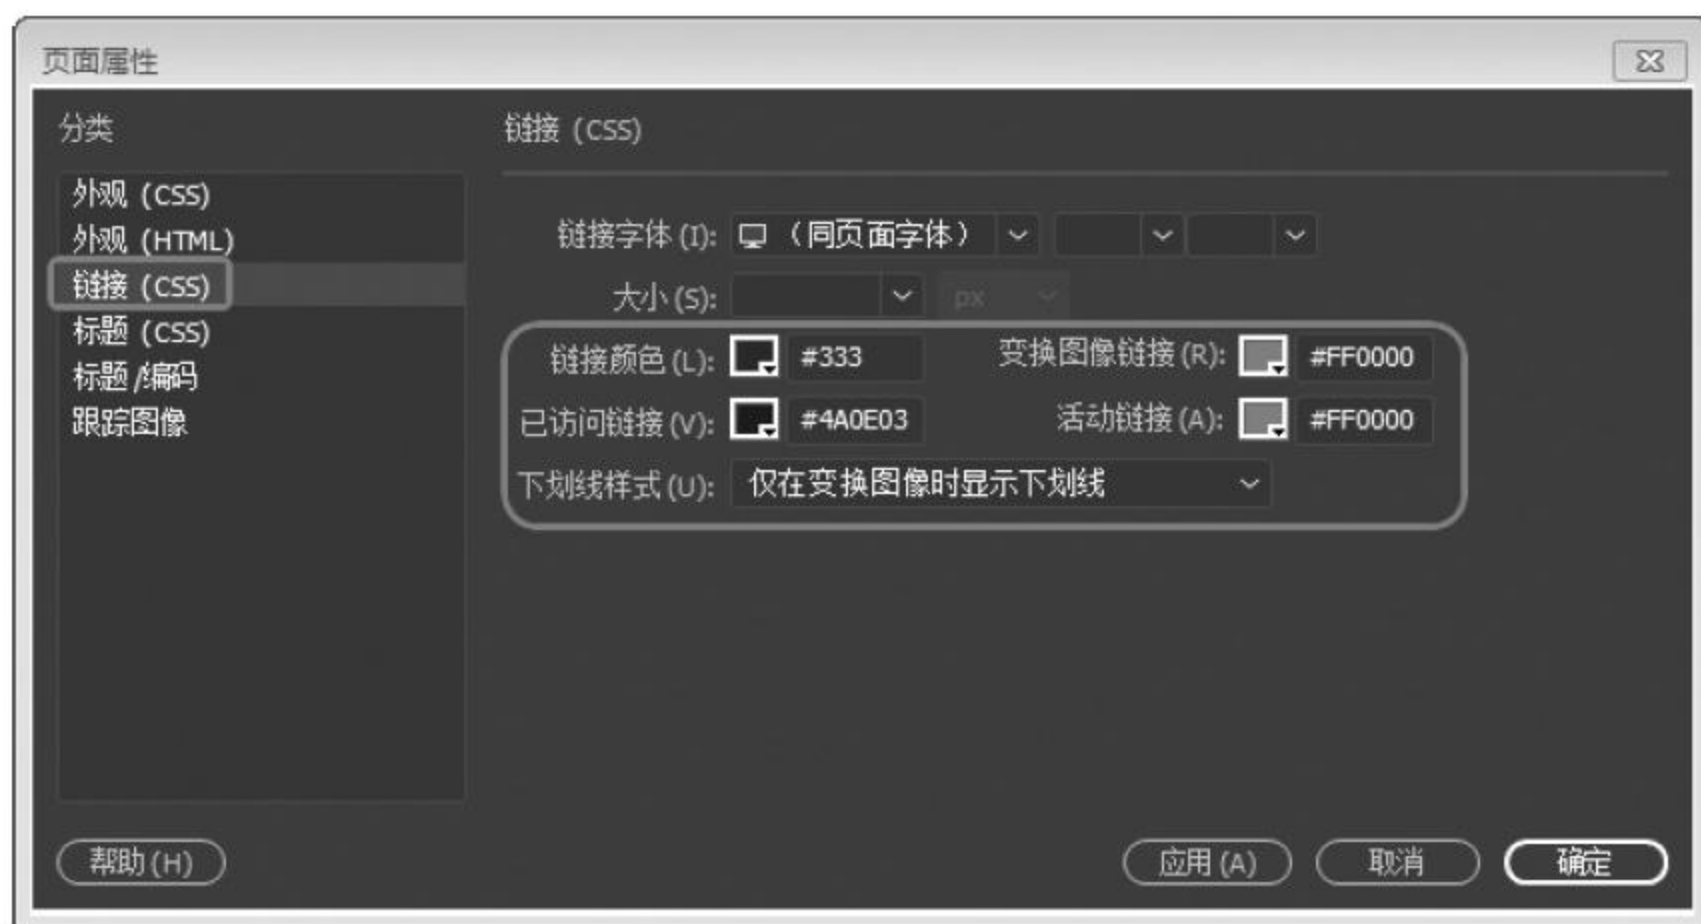 页面属性
分类
外观 (CSS)
外观 (HTML)
链接 (CSS)
标题 (CSS)
标题/编码
跟踪图像
链接 (CSS)
链接字体(I): (同页面字体)
大小(S): px
链接颜色(L): #333 变换图像链接(R): #FF0000
已访问链接(V): #4A0E03 活动链接(A): #FF0000
下划线样式(U): 仅在变换图像时显示下划线
帮助(H) 应用(A) 取消 确定